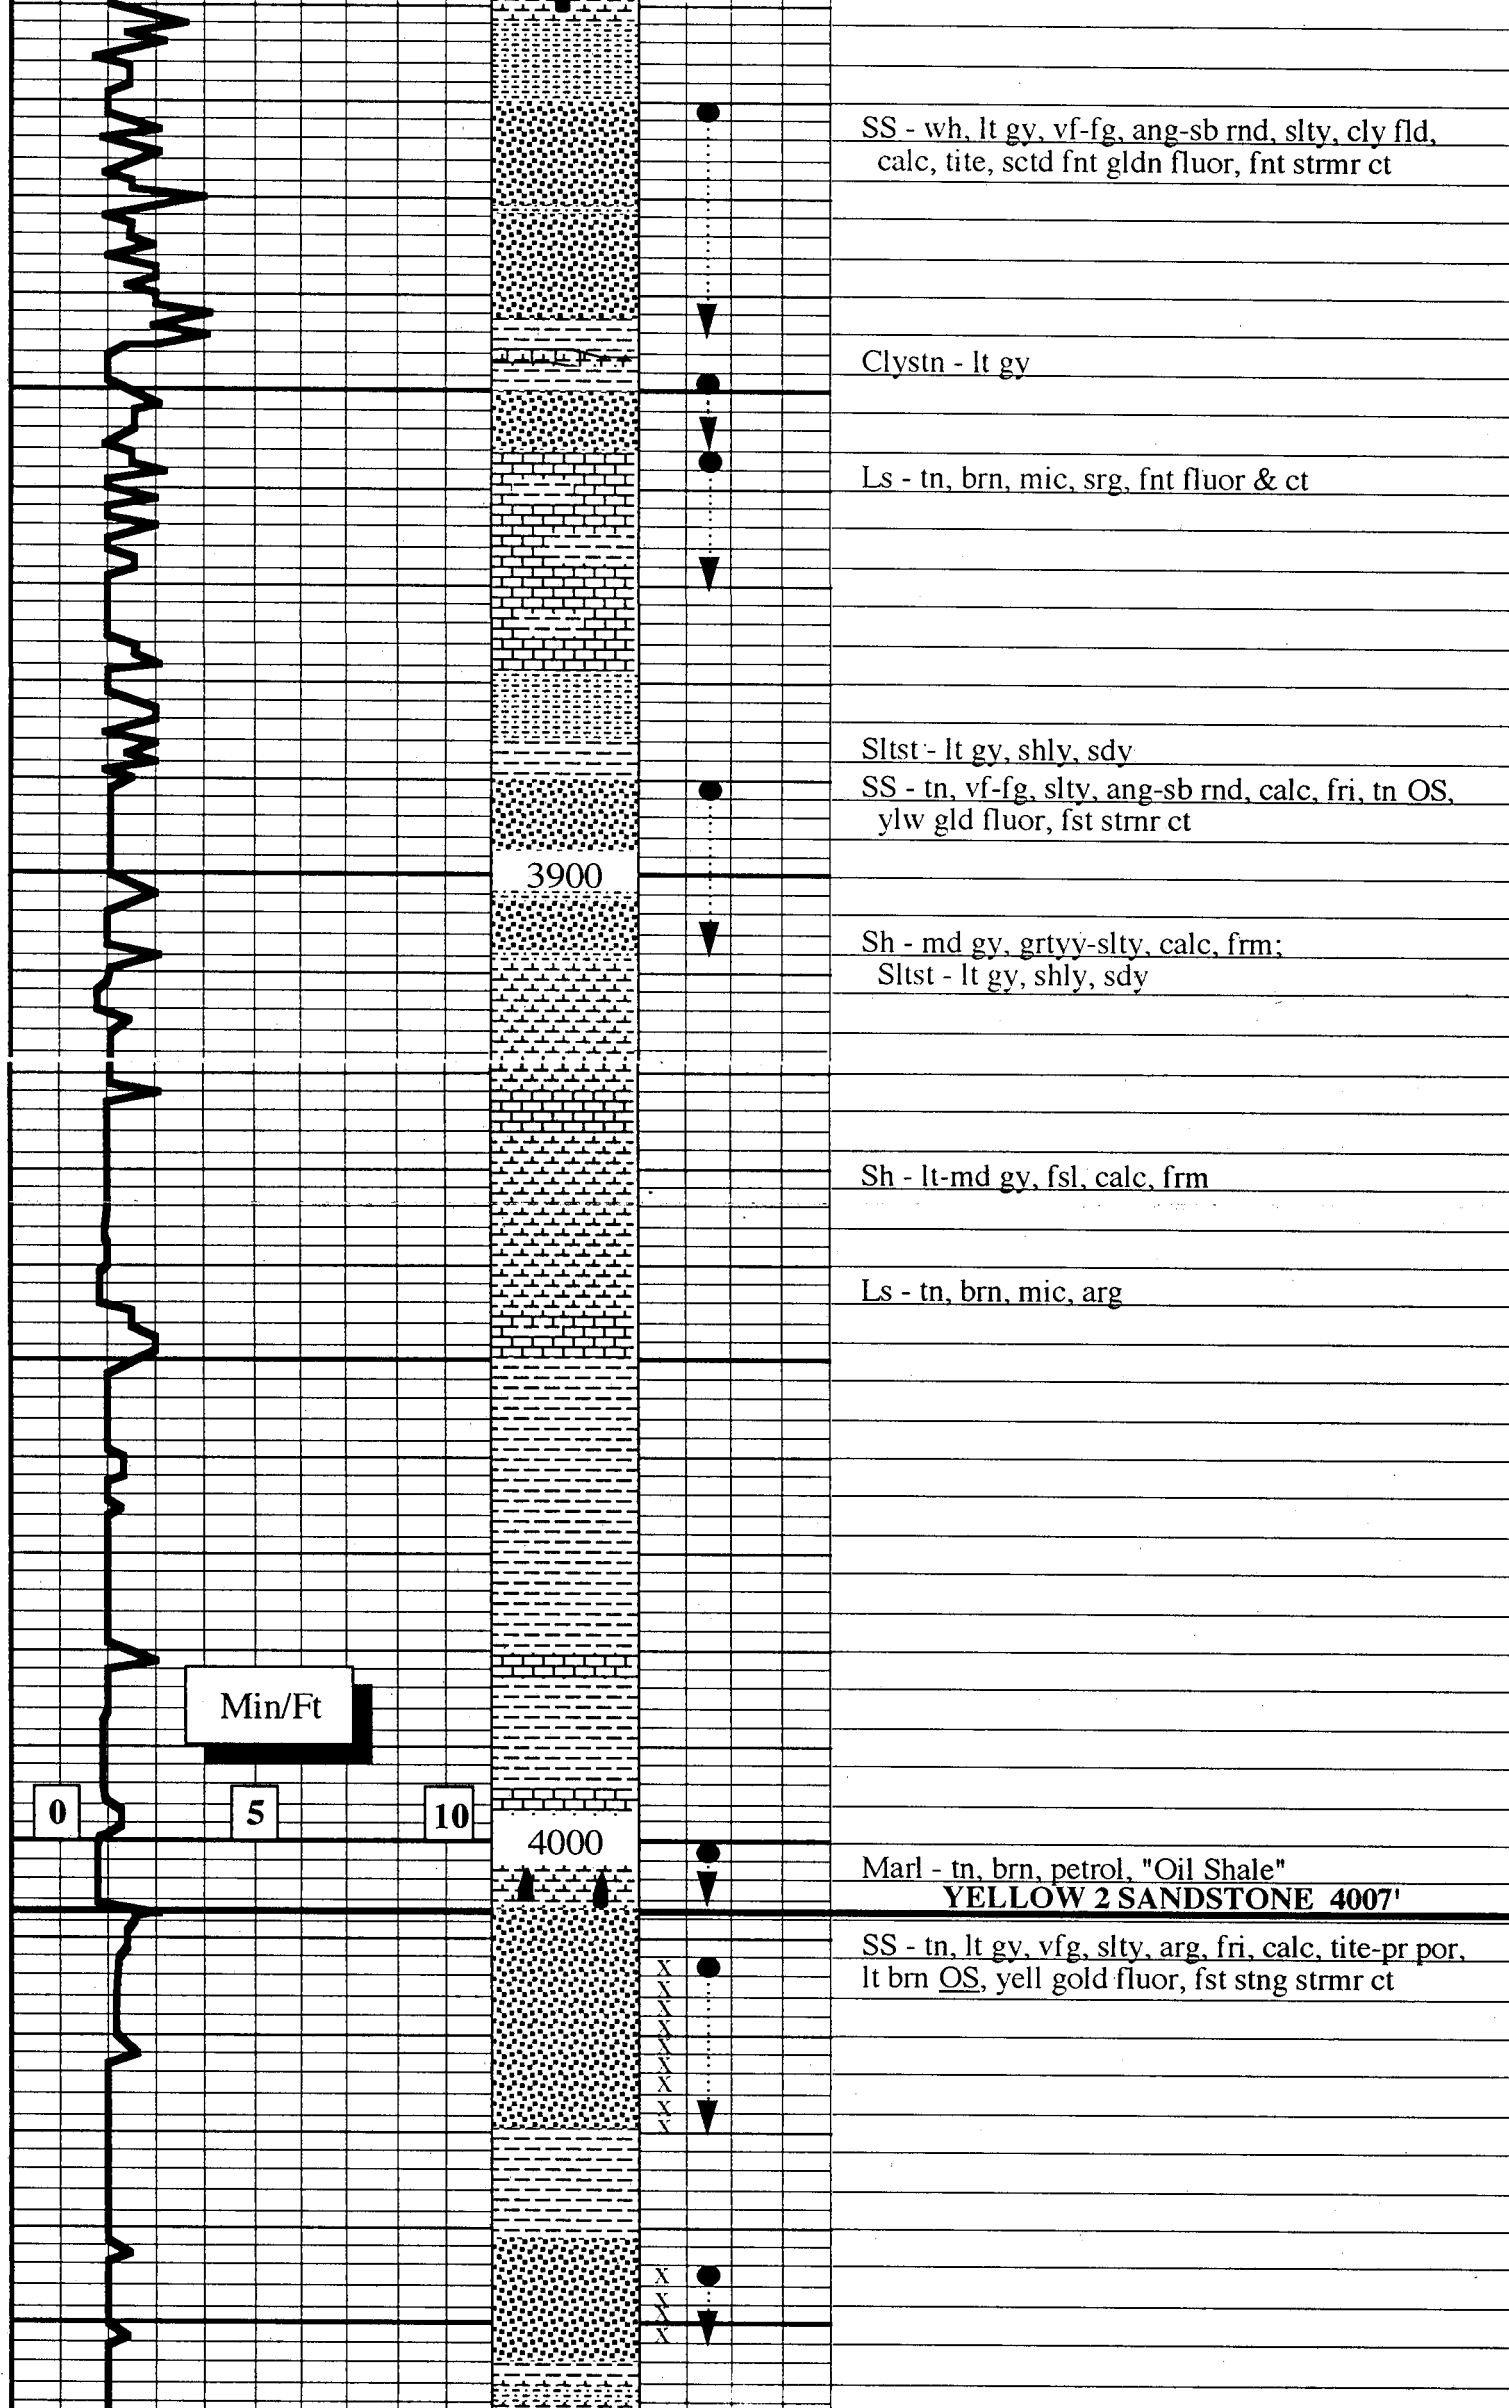 SS - wh, lt gy, vf-fg, ang-sb rnd, slty, cly fld,
calc, tite, sctd fnt gldn fluor, fnt strmr ct
Clystn - lt gy
Ls - tn, brn, mic, srg, fnt fluor & ct
Sltst - lt gy, shly, sdy
SS - tn, vf-fg, slty, ang-sb rnd, calc, fri, tn OS,
ylw gld fluor, fst strnr ct
3900
Sh - md gy, grtyy-slty, calc, frm;
Sltst - lt gy, shly, sdy
Sh - lt-md gy, fsl, calc, frm
Ls - tn, brn, mic, arg
Min/Ft
0 5 10
4000
Marl - tn, brn, petrol, "Oil Shale"
YELLOW 2 SANDSTONE 4007'
SS - tn, lt gy, vfg, slty, arg, fri, calc, tite-pr por,
lt brn OS, yell gold fluor, fst stng strmr ct
X
X
X
X
X
X
X
X
X
X
X
X
X